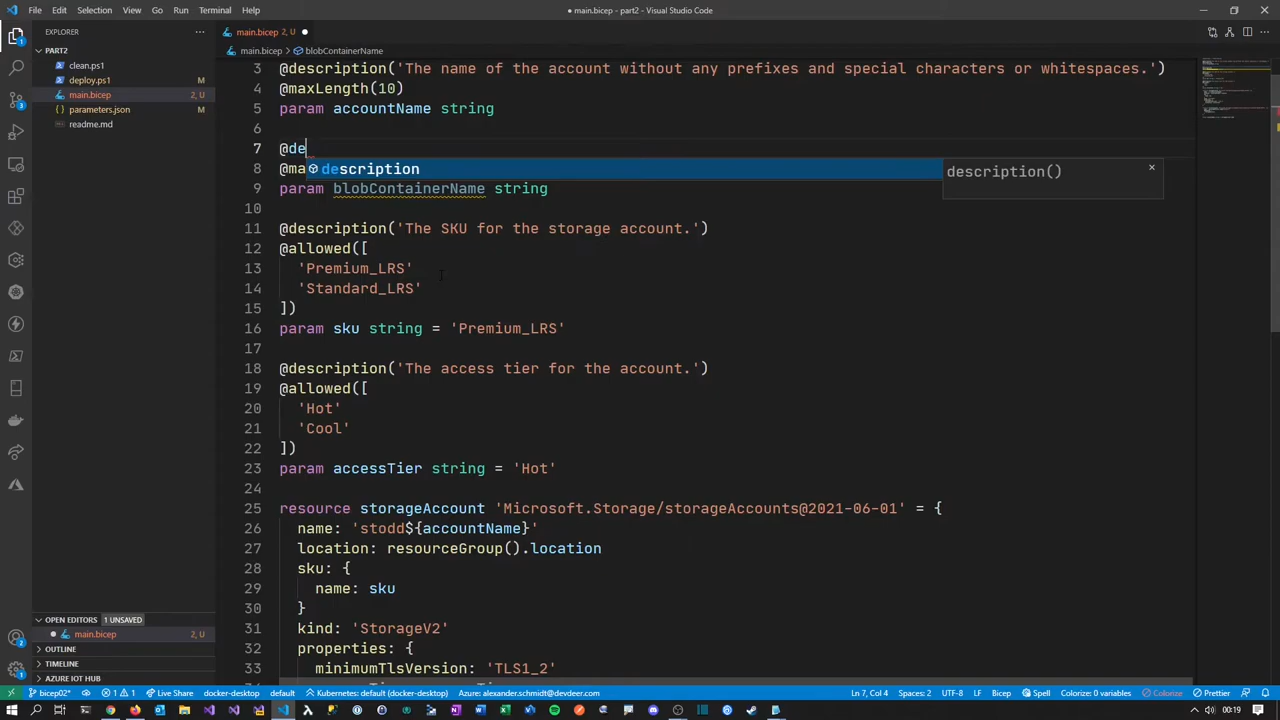 File Edit Selection View Go Run Terminal Help
● main.bicep - part2 - Visual Studio Code
EXPLORER
PART2
clean.ps1
deploy.ps1 M
main.bicep 2, U
parameters.json M
readme.md
OPEN EDITORS 1 UNSAVED
main.bicep 2, U
OUTLINE
TIMELINE
AZURE IOT HUB
main.bicep 2, U ●
main.bicep > blobContainerName
3 @description('The name of the account without any prefixes and special characters or whitespaces.')
4 @maxLength(10)
5 param accountName string
6
7 @de
description
description()
8 @ma
9 param blobContainerName string
10
11 @description('The SKU for the storage account.')
12 @allowed([
13 'Premium_LRS'
14 'Standard_LRS'
15 ])
16 param sku string = 'Premium_LRS'
17
18 @description('The access tier for the account.')
19 @allowed([
20 'Hot'
21 'Cool'
22 ])
23 param accessTier string = 'Hot'
24
25 resource storageAccount 'Microsoft.Storage/storageAccounts@2021-06-01' = {
26 name: 'stodd${accountName}'
27 location: resourceGroup().location
28 sku: {
29 name: sku
30 }
31 kind: 'StorageV2'
32 properties: {
33 minimumTlsVersion: 'TLS1_2'
bicep02* 1 1 Live Share docker-desktop default Kubernetes: default (docker-desktop) Azure: alexander.schmidt@devdeer.com Ln 7, Col 4 Spaces: 2 UTF-8 LF Bicep Spell Colorize: 0 variables Colorize Prettier
00:19